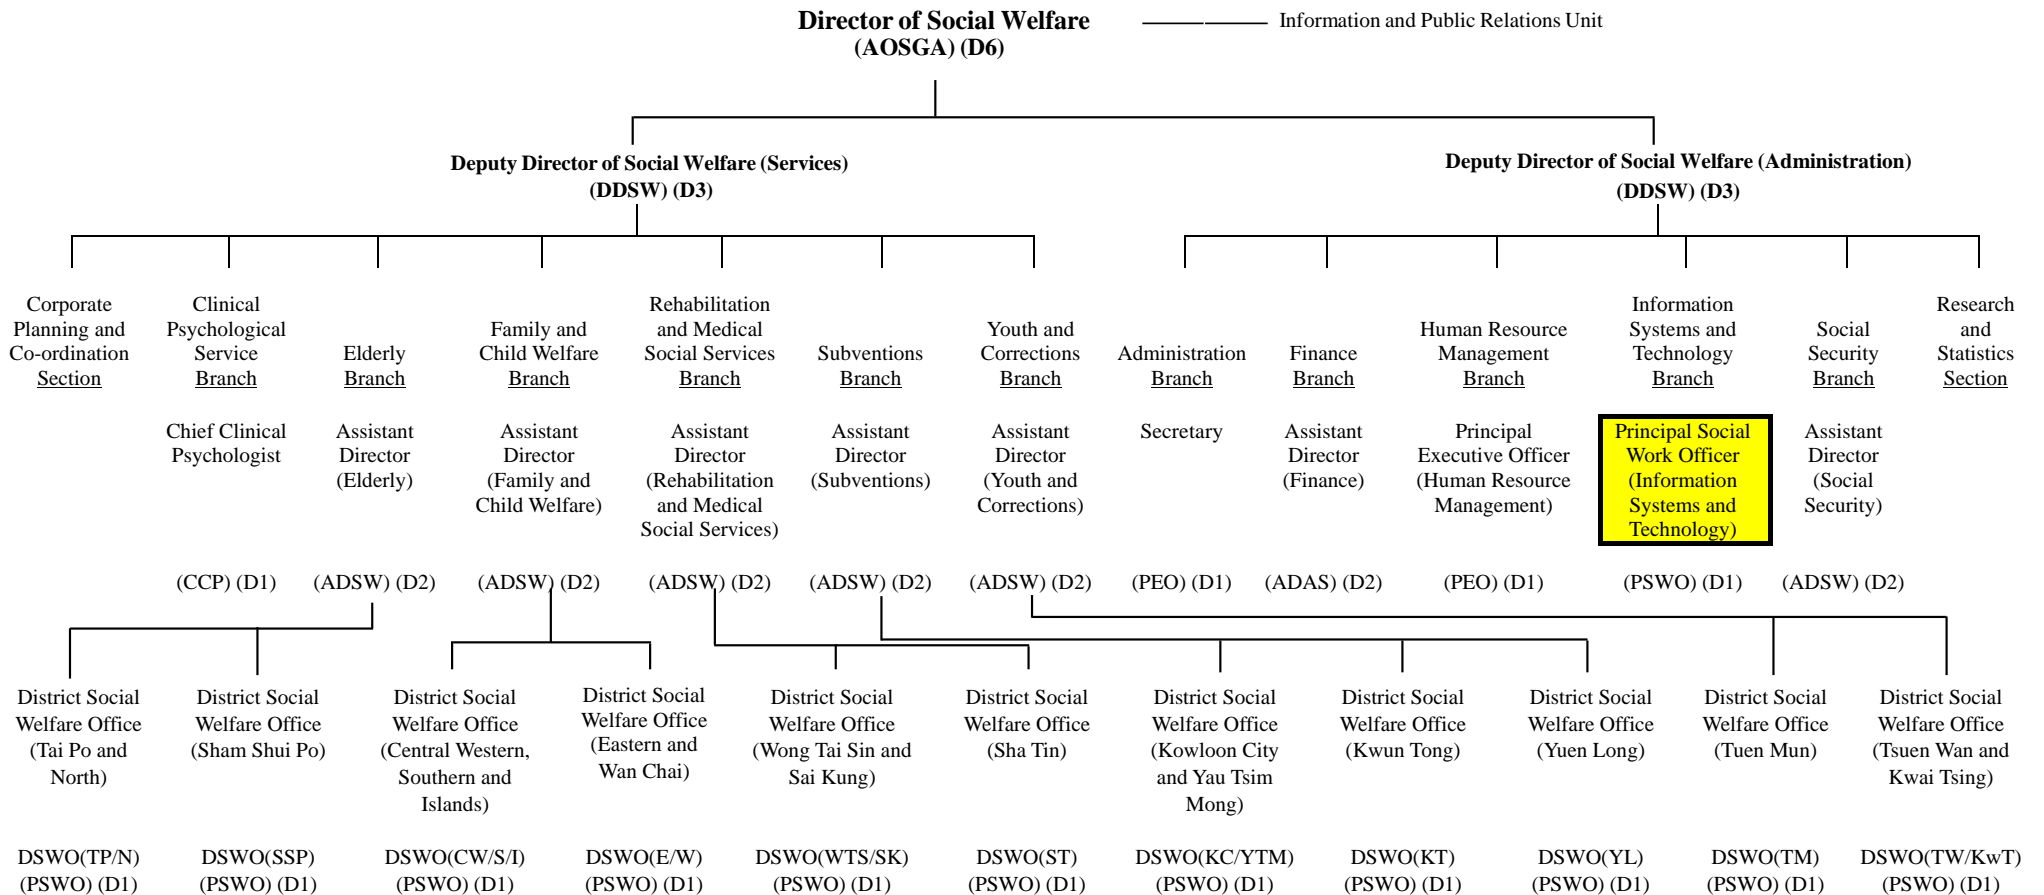 Director of Social Welfare
(AOSGA) (D6)
Information and Public Relations Unit
Deputy Director of Social Welfare (Services)
(DDSW) (D3)
Deputy Director of Social Welfare (Administration)
(DDSW) (D3)
Corporate
Planning and
Co-ordination
Section
Clinical
Psychological
Service
Branch
Elderly
Branch
Family and
Child Welfare
Branch
Rehabilitation
and Medical
Social Services
Branch
Subventions
Branch
Youth and
Corrections
Branch
Administration
Branch
Finance
Branch
Human Resource
Management
Branch
Information
Systems and
Technology
Branch
Social
Security
Branch
Research
and
Statistics
Section
Chief Clinical
Psychologist
Assistant
Director
(Elderly)
Assistant
Director
(Family and
Child Welfare)
Assistant
Director
(Rehabilitation
and Medical
Social Services)
Assistant
Director
(Subventions)
Assistant
Director
(Youth and
Corrections)
Secretary
Assistant
Director
(Finance)
Principal
Executive Officer
(Human Resource
Management)
Principal Social
Work Officer
(Information
Systems and
Technology)
Assistant
Director
(Social
Security)
(CCP) (D1)
(ADSW) (D2)
(ADSW) (D2)
(ADSW) (D2)
(ADSW) (D2)
(ADSW) (D2)
(PEO) (D1)
(ADAS) (D2)
(PEO) (D1)
(PSWO) (D1)
(ADSW) (D2)
District Social
Welfare Office
(Tai Po and
North)
District Social
Welfare Office
(Sham Shui Po)
District Social
Welfare Office
(Central Western,
Southern and
Islands)
District Social
Welfare Office
(Eastern and
Wan Chai)
District Social
Welfare Office
(Wong Tai Sin and
Sai Kung)
District Social
Welfare Office
(Sha Tin)
District Social
Welfare Office
(Kowloon City
and Yau Tsim
Mong)
District Social
Welfare Office
(Kwun Tong)
District Social
Welfare Office
(Yuen Long)
District Social
Welfare Office
(Tuen Mun)
District Social
Welfare Office
(Tsuen Wan and
Kwai Tsing)
DSWO(TP/N)
(PSWO) (D1)
DSWO(SSP)
(PSWO) (D1)
DSWO(CW/S/I)
(PSWO) (D1)
DSWO(E/W)
(PSWO) (D1)
DSWO(WTS/SK)
(PSWO) (D1)
DSWO(ST)
(PSWO) (D1)
DSWO(KC/YTM)
(PSWO) (D1)
DSWO(KT)
(PSWO) (D1)
DSWO(YL)
(PSWO) (D1)
DSWO(TM)
(PSWO) (D1)
DSWO(TW/KwT)
(PSWO) (D1)